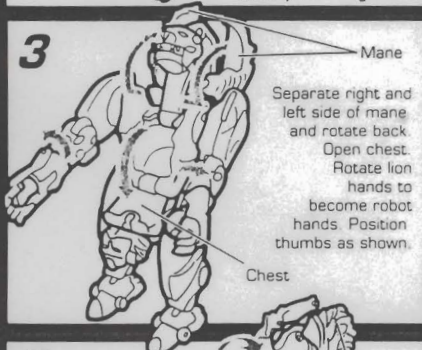 3
Mane
Separate right and
left side of mane
and rotate back.
Open chest.
Rotate lion
hands to
become robot
hands. Position
thumbs as shown.
Chest